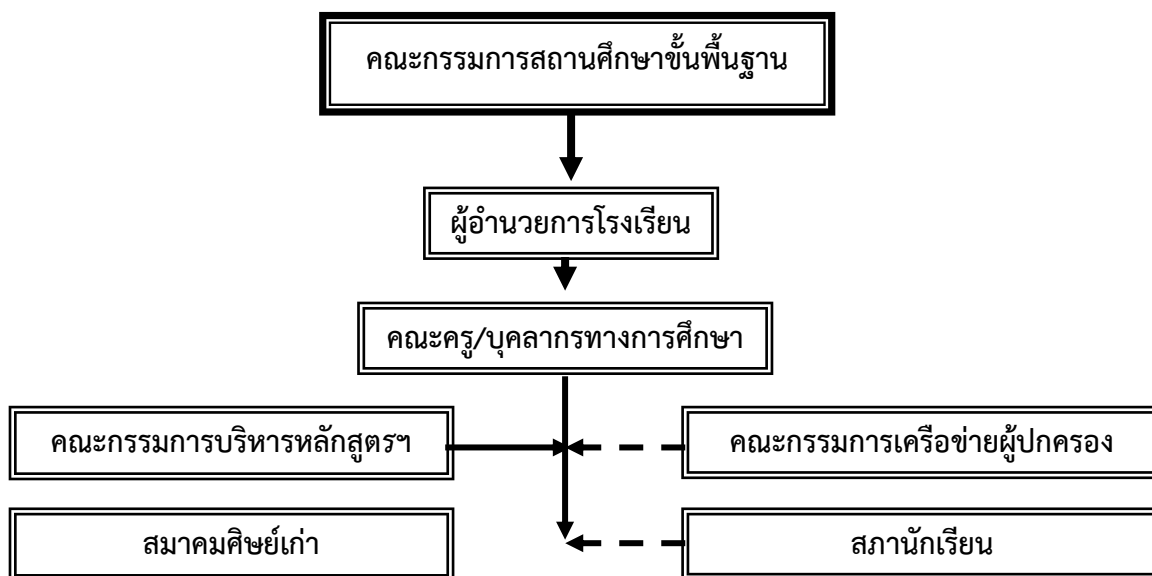 คณะกรรมการสถานศึกษาขั้นพื้นฐาน
ผู้อำนวยการโรงเรียน
คณะครู/บุคลากรทางการศึกษา
คณะกรรมการบริหารหลักสูตรฯ
คณะกรรมการเครือข่ายผู้ปกครอง
สมาคมศิษย์เก่า
สภานักเรียน